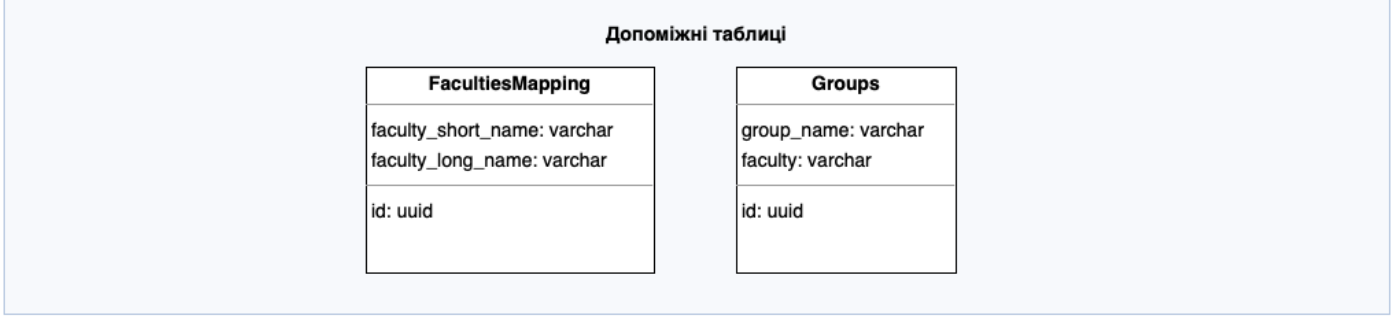 Допоміжні таблиці
FacultiesMapping
faculty_short_name: varchar
faculty_long_name: varchar
id: uuid
Groups
group_name: varchar
faculty: varchar
id: uuid